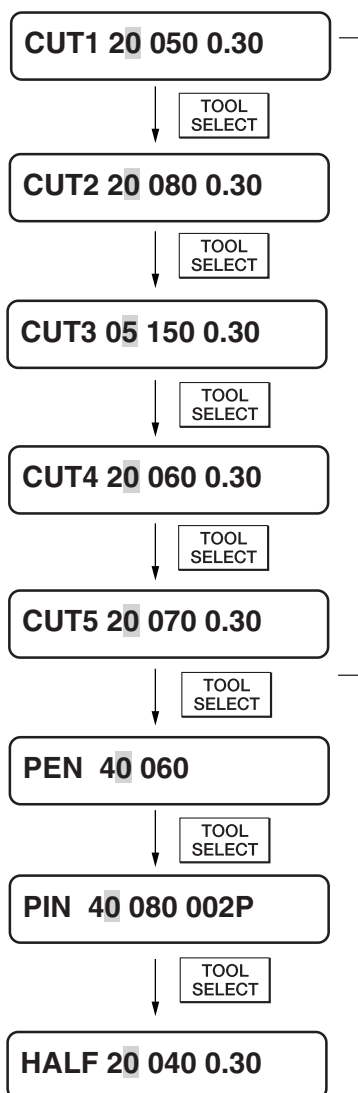 CUT1 20 050 0.30
TOOL
SELECT
CUT2 20 080 0.30
TOOL
SELECT
CUT3 05 150 0.30
TOOL
SELECT
CUT4 20 060 0.30
TOOL
SELECT
CUT5 20 070 0.30
TOOL
SELECT
PEN 40 060
TOOL
SELECT
PIN 40 080 002P
TOOL
SELECT
HALF 20 040 0.30